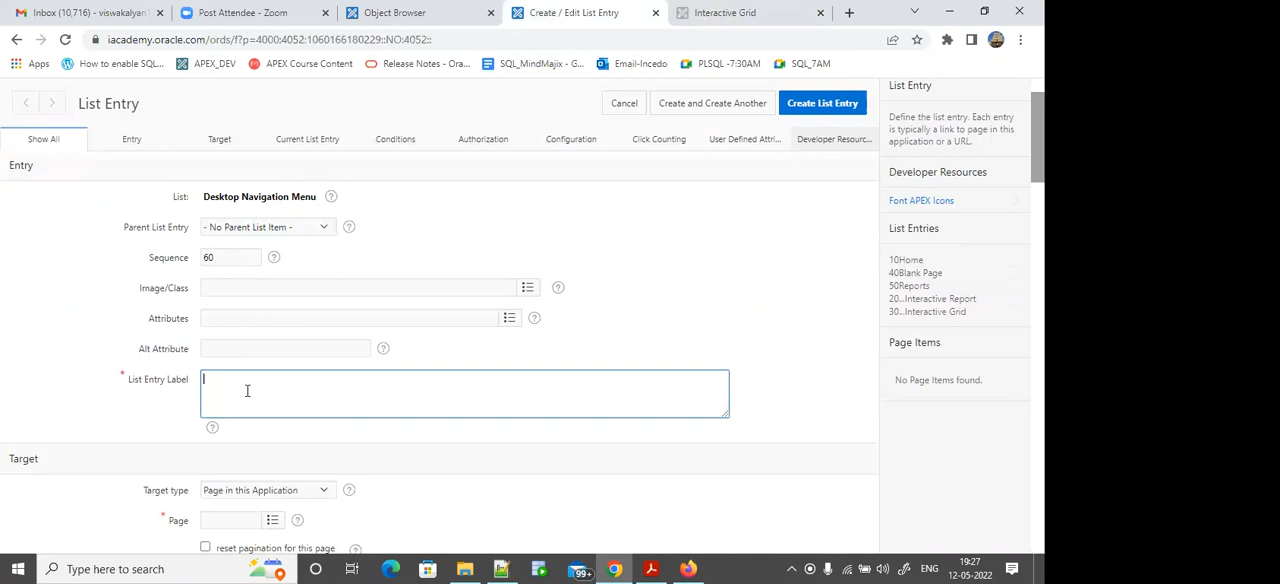 Inbox (10,716) - viswakalyan
Post Attendee - Zoom
Object Browser
Create / Edit List Entry
Interactive Grid
iacademy.oracle.com/ords/f?p=4000:4052:1060166180229::NO:4052::
Apps
How to enable SQL...
APEX_DEV
APEX Course Content
Release Notes - Ora...
SQL_MindMajix - G...
Email-Incedo
PLSQL -7:30AM
SQL_7AM
List Entry
Cancel
Create and Create Another
Create List Entry
Show All
Entry
Target
Current List Entry
Conditions
Authorization
Configuration
Click Counting
User Defined Attri...
Developer Resourc...
Entry
List: Desktop Navigation Menu
Parent List Entry - No Parent List Item -
Sequence 60
Image/Class
Attributes
Alt Attribute
* List Entry Label
Target
Target type Page in this Application
* Page
reset pagination for this page
List Entry
Define the list entry. Each entry
is typically a link to page in this
application or a URL.
Developer Resources
Font APEX Icons
List Entries
10Home
40Blank Page
50Reports
20...Interactive Report
30...Interactive Grid
Page Items
No Page Items found.
Type here to search
99+
ENG
19:27
12-05-2022